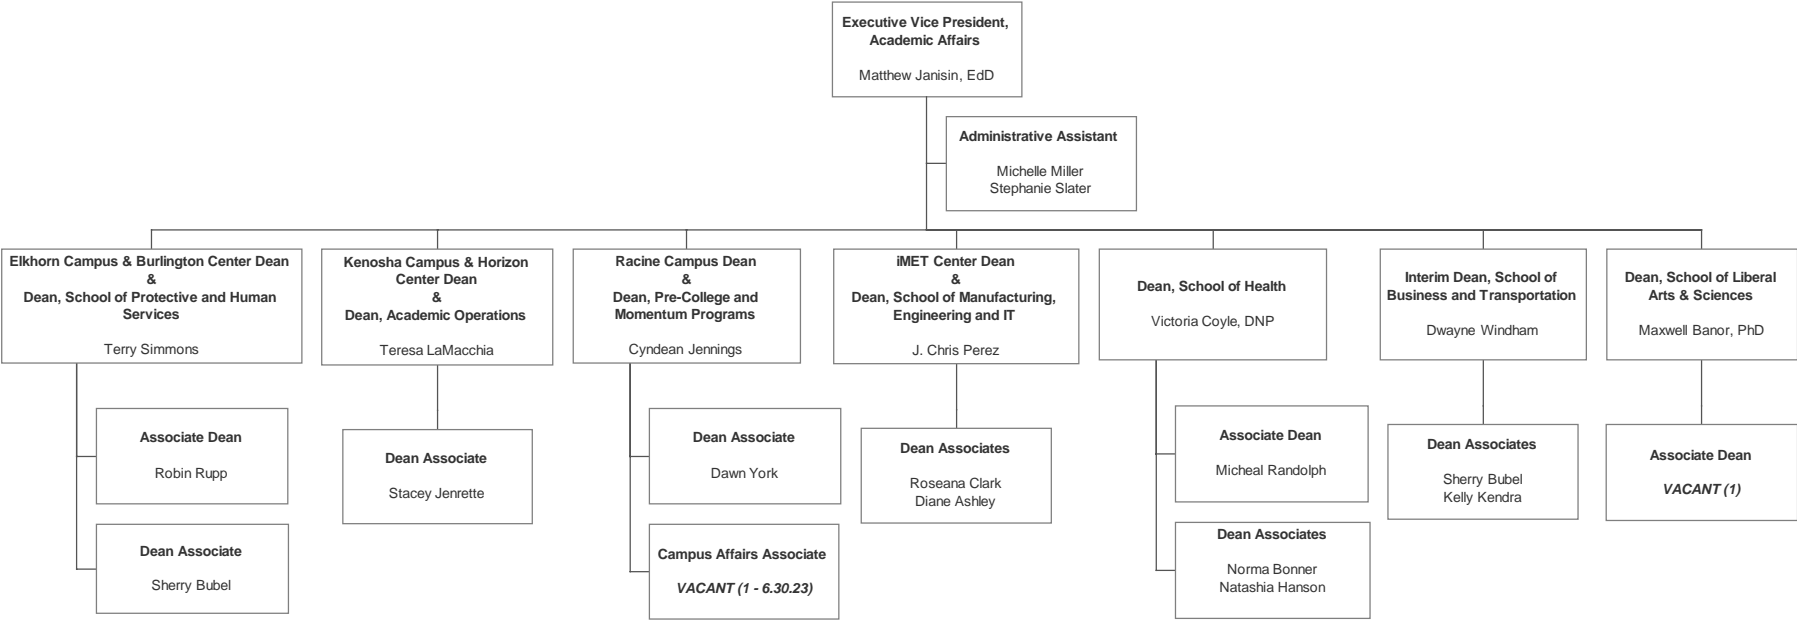 Executive Vice President,
Academic Affairs
Matthew Janisin, EdD
Administrative Assistant
Michelle Miller
Stephanie Slater
Elkhorn Campus & Burlington Center Dean
&
Dean, School of Protective and Human
Services
Terry Simmons
Kenosha Campus & Horizon
Center Dean
&
Dean, Academic Operations
Teresa LaMacchia
Racine Campus Dean
&
Dean, Pre-College and
Momentum Programs
Cyndean Jennings
iMET Center Dean
&
Dean, School of Manufacturing,
Engineering and IT
J. Chris Perez
Dean, School of Health
Victoria Coyle, DNP
Interim Dean, School of
Business and Transportation
Dwayne Windham
Dean, School of Liberal
Arts & Sciences
Maxwell Banor, PhD
Associate Dean
Robin Rupp
Dean Associate
Sherry Bubel
Dean Associate
Stacey Jenrette
Dean Associate
Dawn York
Campus Affairs Associate
VACANT (1 - 6.30.23)
Dean Associates
Roseana Clark
Diane Ashley
Associate Dean
Micheal Randolph
Dean Associates
Norma Bonner
Natashia Hanson
Dean Associates
Sherry Bubel
Kelly Kendra
Associate Dean
VACANT (1)